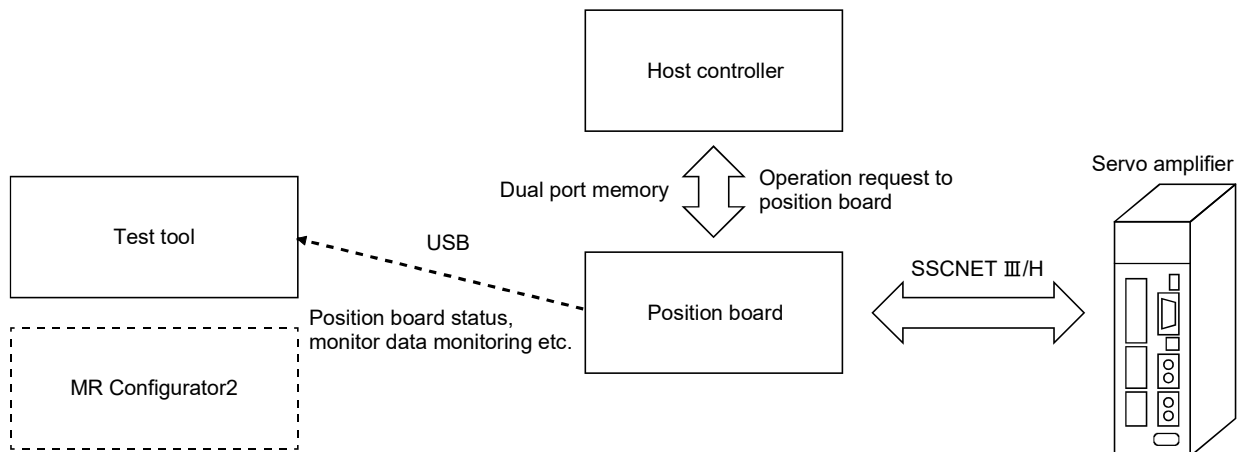 Host controller
Servo amplifier
Dual port memory
Operation request to
position board
Test tool
USB
SSCNET Ⅲ/H
Position board status,
monitor data monitoring etc.
Position board
MR Configurator2